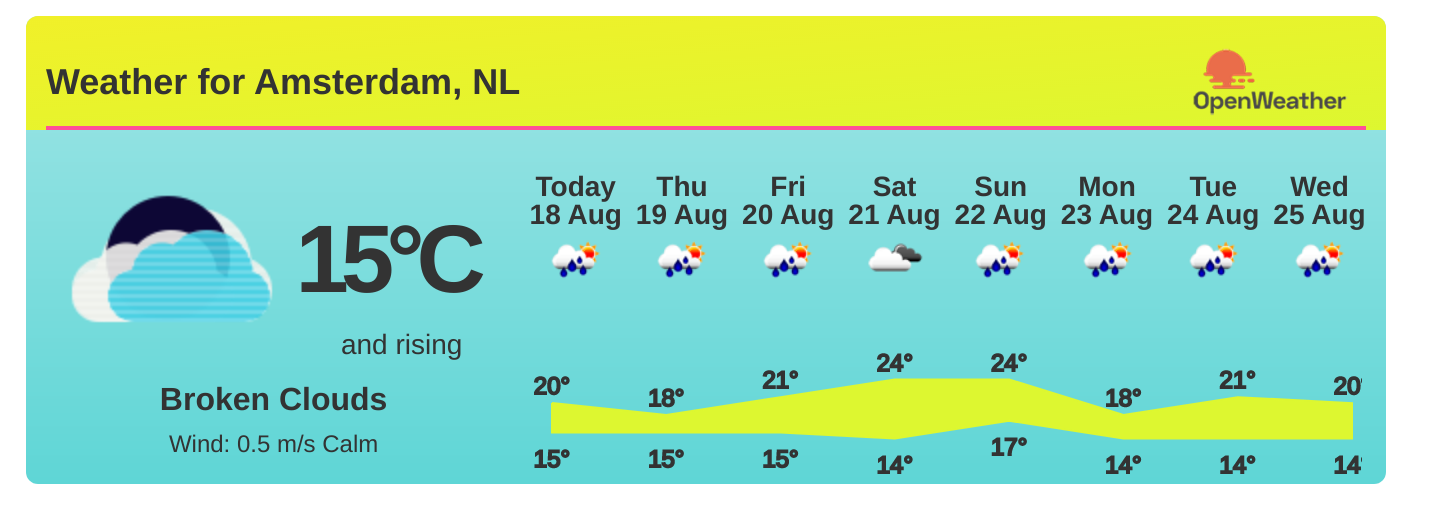 Weather for Amsterdam, NL
OpenWeather
Today Thu Fri Sat Sun Mon Tue Wed
18 Aug 19 Aug 20 Aug 21 Aug 22 Aug 23 Aug 24 Aug 25 Aug
15°C
and rising
Broken Clouds
Wind: 0.5 m/s Calm
20° 18° 21° 24° 24° 18° 21° 20°
15° 15° 15° 14° 17° 14° 14° 14°